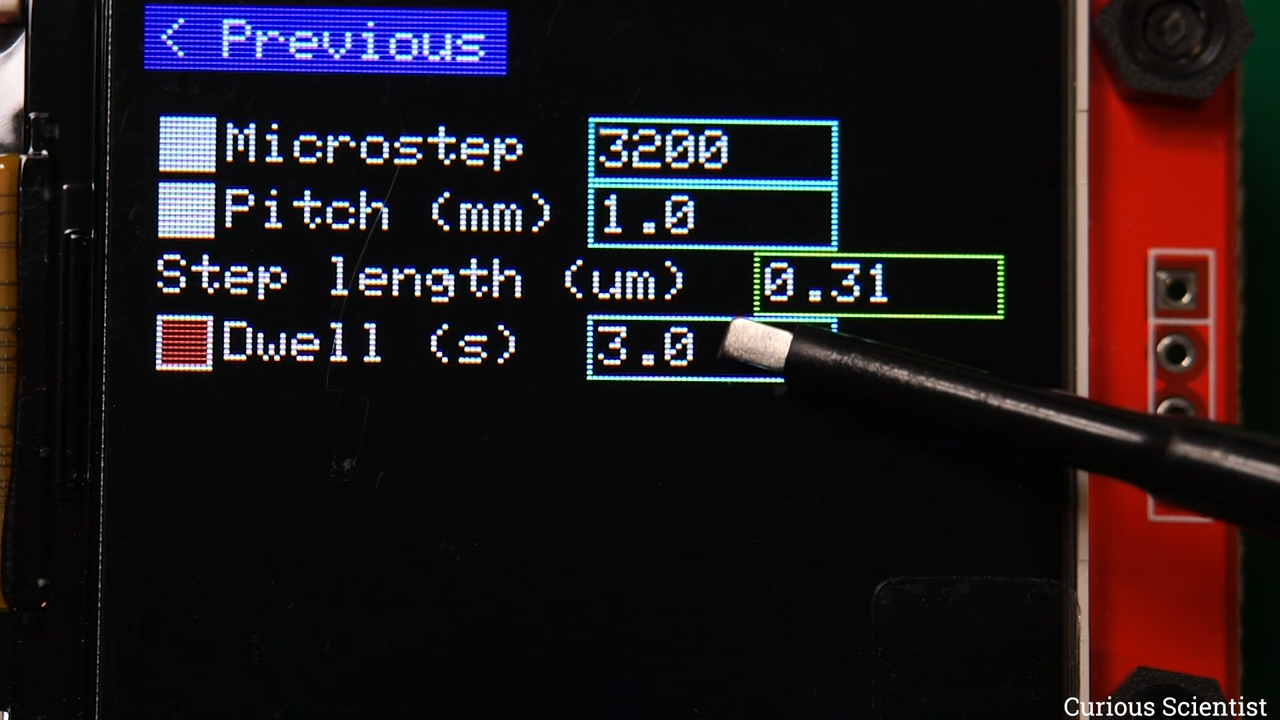 < Previous
Microstep 3200
Pitch (mm) 1.0
Step length (um) 0.31
Dwell (s) 3.0
Curious Scientist